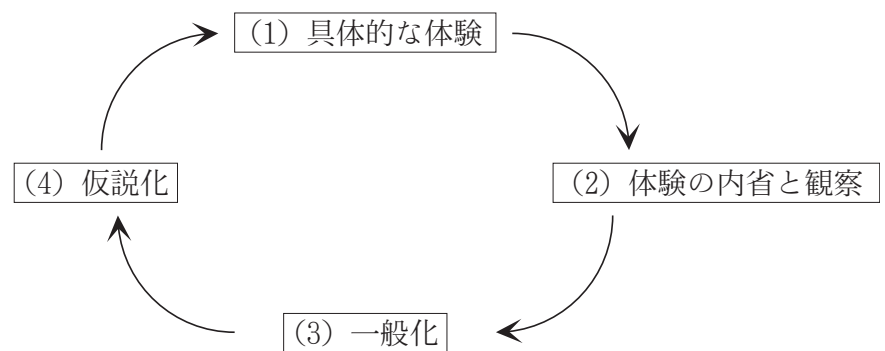 (1) 具体的な体験
(2) 体験の内省と観察
(3) 一般化
(4) 仮説化